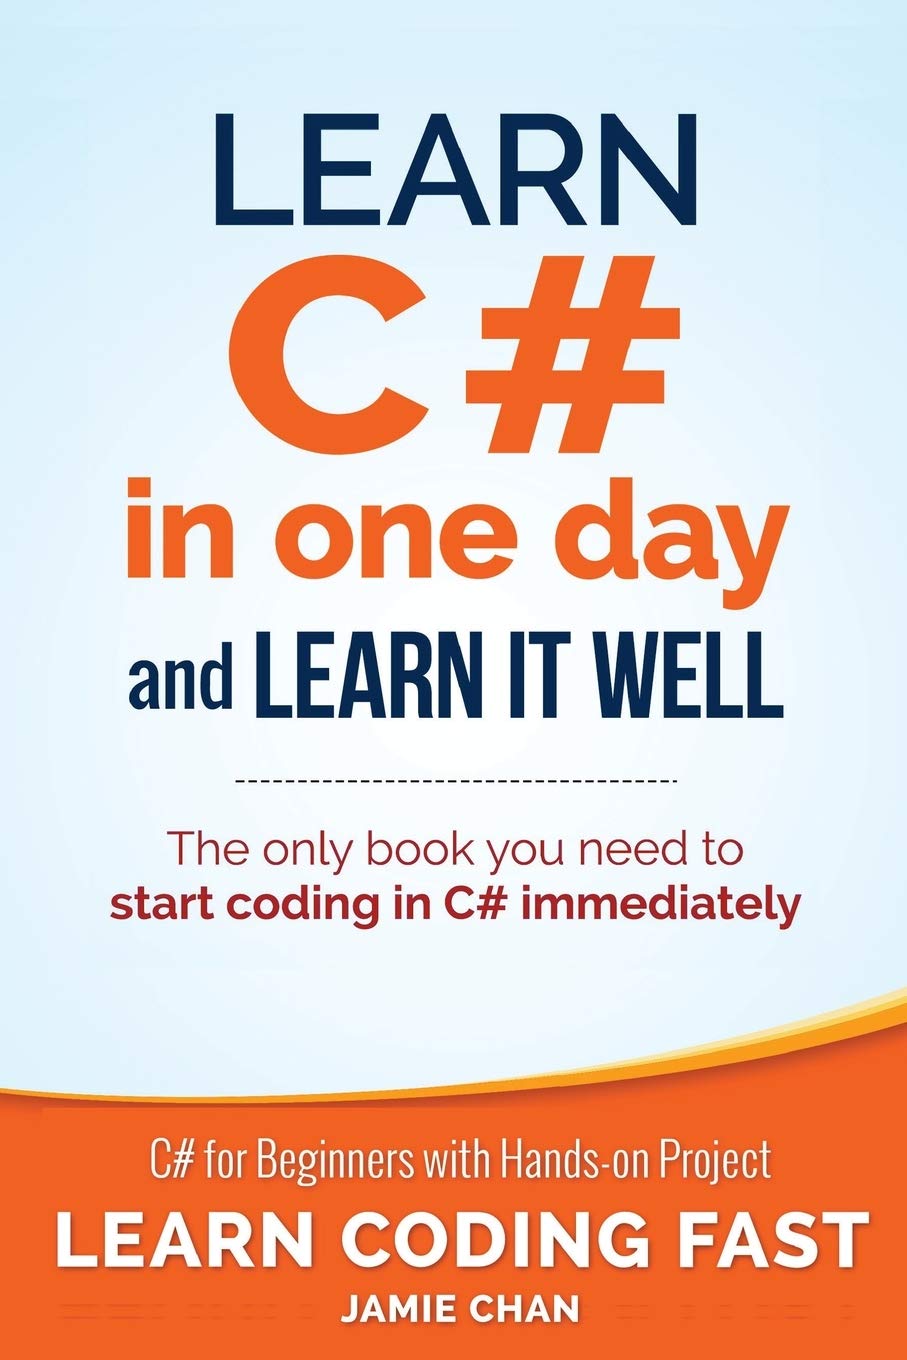 LEARN
C#
in one day
and LEARN IT WELL
The only book you need to
start coding in C# immediately
C# for Beginners with Hands-on Project
LEARN CODING FAST
JAMIE CHAN